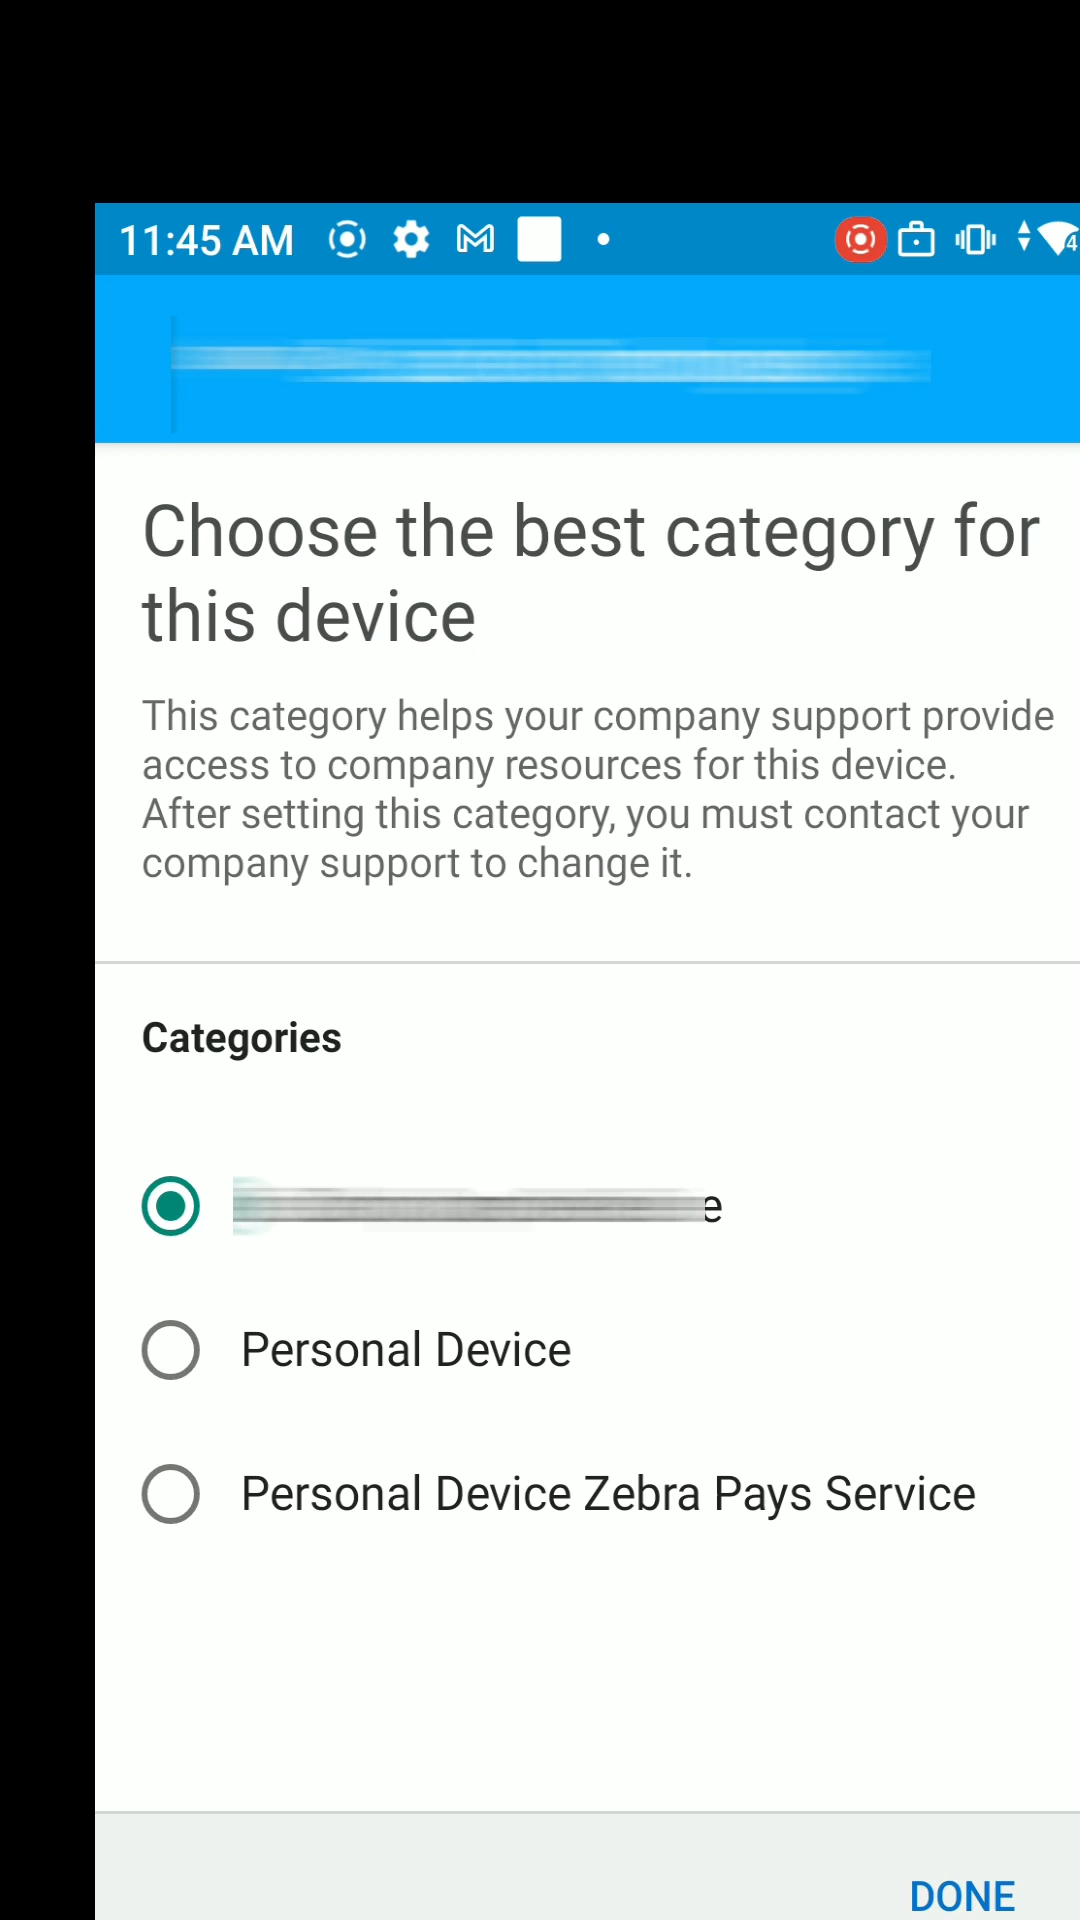 11:45 AM
Choose the best category for
this device
This category helps your company support provide
access to company resources for this device.
After setting this category, you must contact your
company support to change it.
Categories
Personal Device
Personal Device Zebra Pays Service
DONE